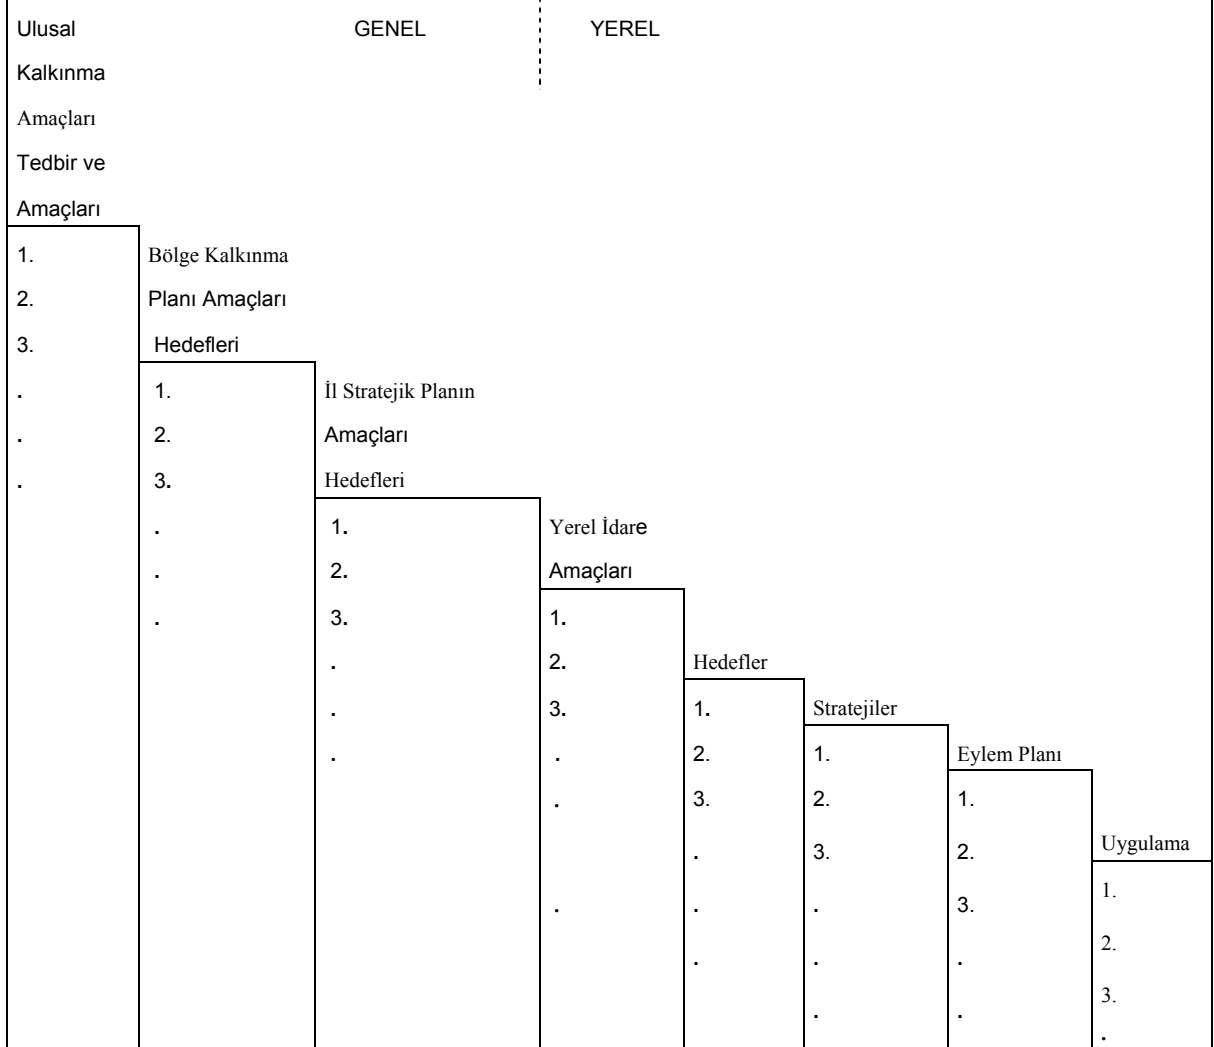 Ulusal GENEL YEREL
Kalkınma
Amaçları
Tedbir ve
Amaçları
1. Bölge Kalkınma
2. Planı Amaçları
3. Hedefleri
. 1. İl Stratejik Planın
. 2. Amaçları
. 3. Hedefleri
. 1. Yerel İdare
. 2. Amaçları
. 3. 1.
. 2. Hedefler
. 3. 1. Stratejiler
. . 2. 1. Eylem Planı
. 3. 2. 1.
. 3. 2. Uygulama
. . . 3. 1.
. . . 2.
. . 3.
.